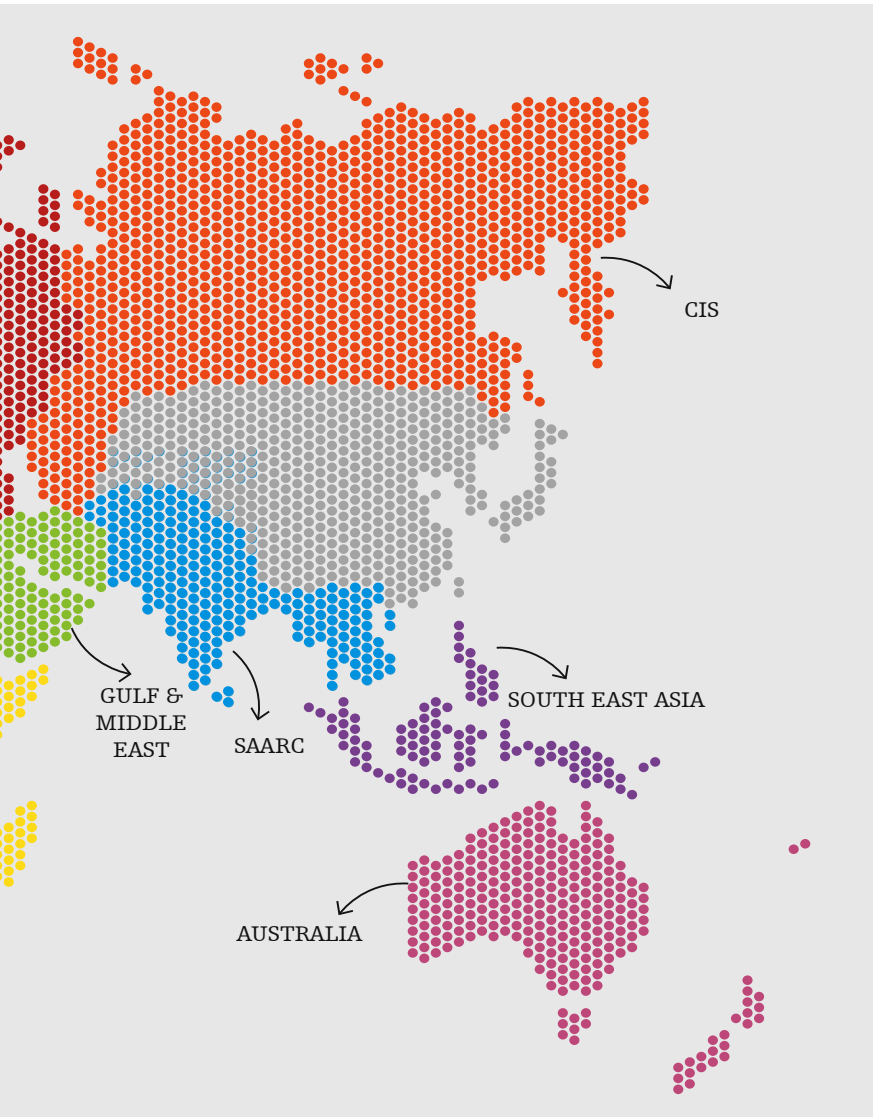 CIS
GULF &
MIDDLE
EAST
SOUTH EAST ASIA
SAARC
AUSTRALIA